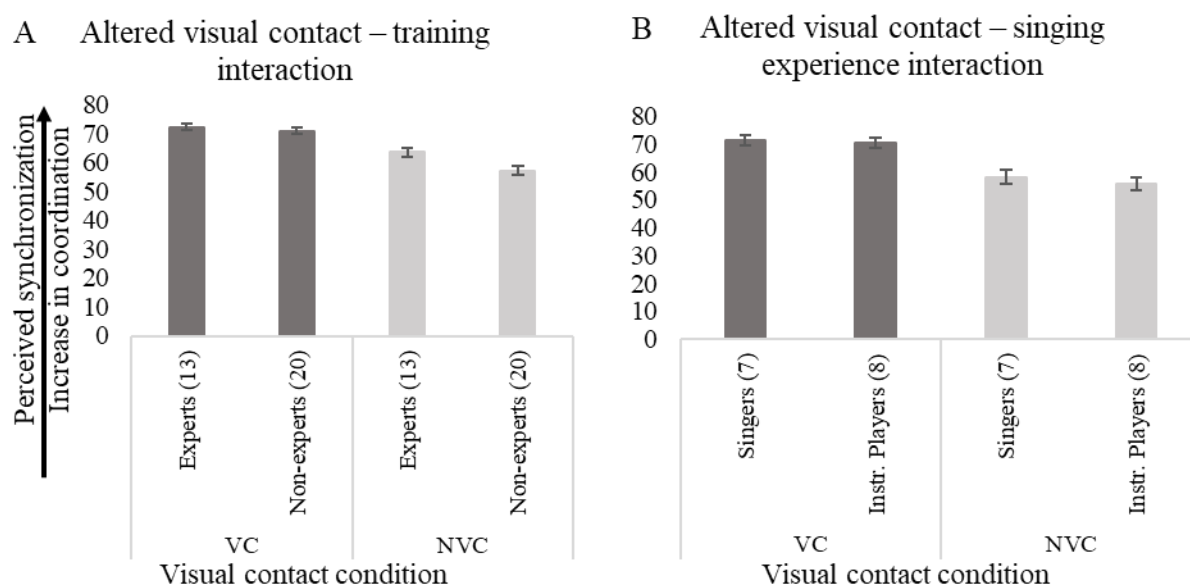 A Altered visual contact – training
interaction
Perceived synchronization
Increase in coordination
80
70
60
50
40
30
20
10
0
Experts (13)
Non-experts (20)
Experts (13)
Non-experts (20)
VC
NVC
Visual contact condition
B Altered visual contact – singing
experience interaction
80
70
60
50
40
30
20
10
0
Singers (7)
Instr. Players (8)
Singers (7)
Instr. Players (8)
VC
NVC
Visual contact condition